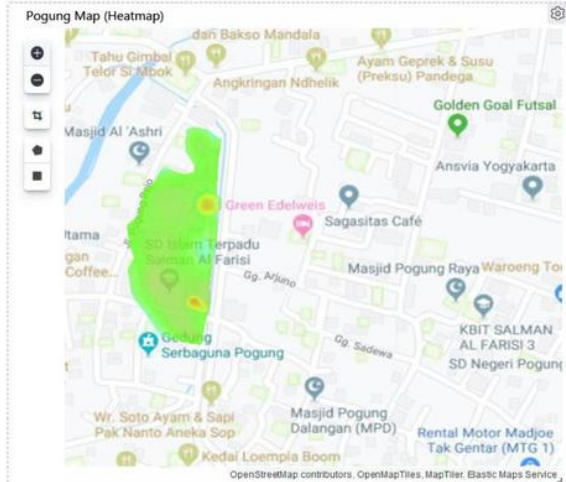 Pogung Map (Heatmap)
dan Bakso Mandala
Tahu Gimbal
Telor Si Mbok
Ayam Geprek & Susu
(Preksu) Pandega
Angkringan Ndhelik
Golden Goal Futsal
Masjid Al 'Ashri
Ansvia Yogyakarta
Green Edelweis
Sagasitas Café
SD Islam Terpadu
Salman Al Farisi
Coffee...
Gg. Arjuno
Masjid Pogung Raya
Waroeng
KBIT SALMAN
AL FARISI 3
Gg. Sadewa
SD Negeri Pogung
Gedung
Serbaguna Pogung
Wr. Soto Ayam & Sapi
Pak Nanto Aneka Sop
Masjid Pogung
Dalangan (MPD)
Rental Motor Madjoe
Tak Gentar (MTG 1)
Kedai Loempia Boom
OpenStreetMap contributors, OpenMapTiles, MapTiler, Elastic Maps Service